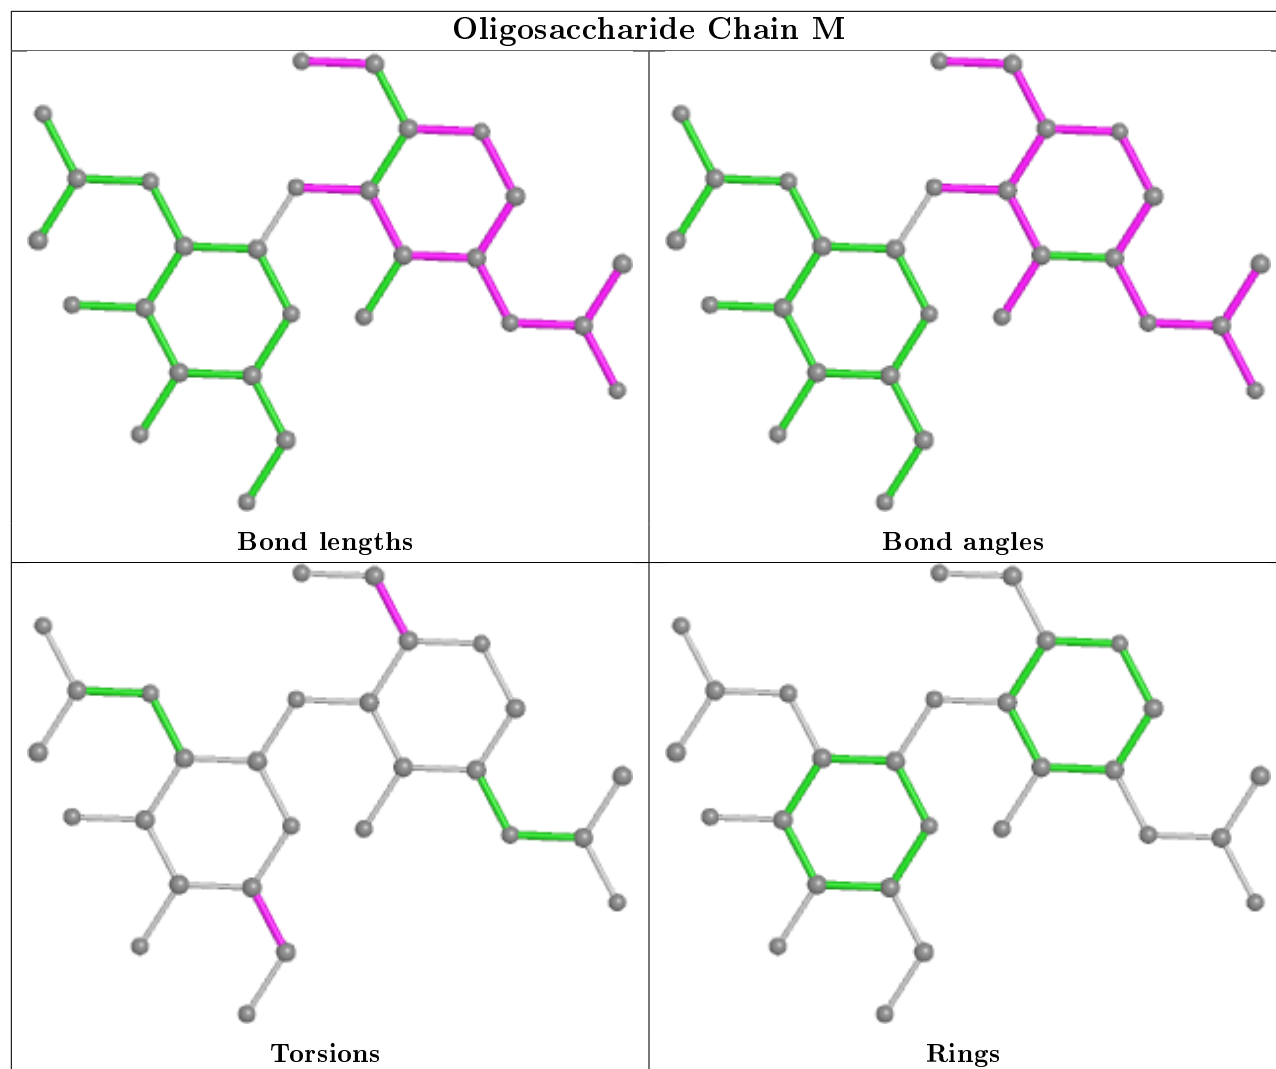 Oligosaccharide Chain M
Bond lengths
Bond angles
Torsions
Rings